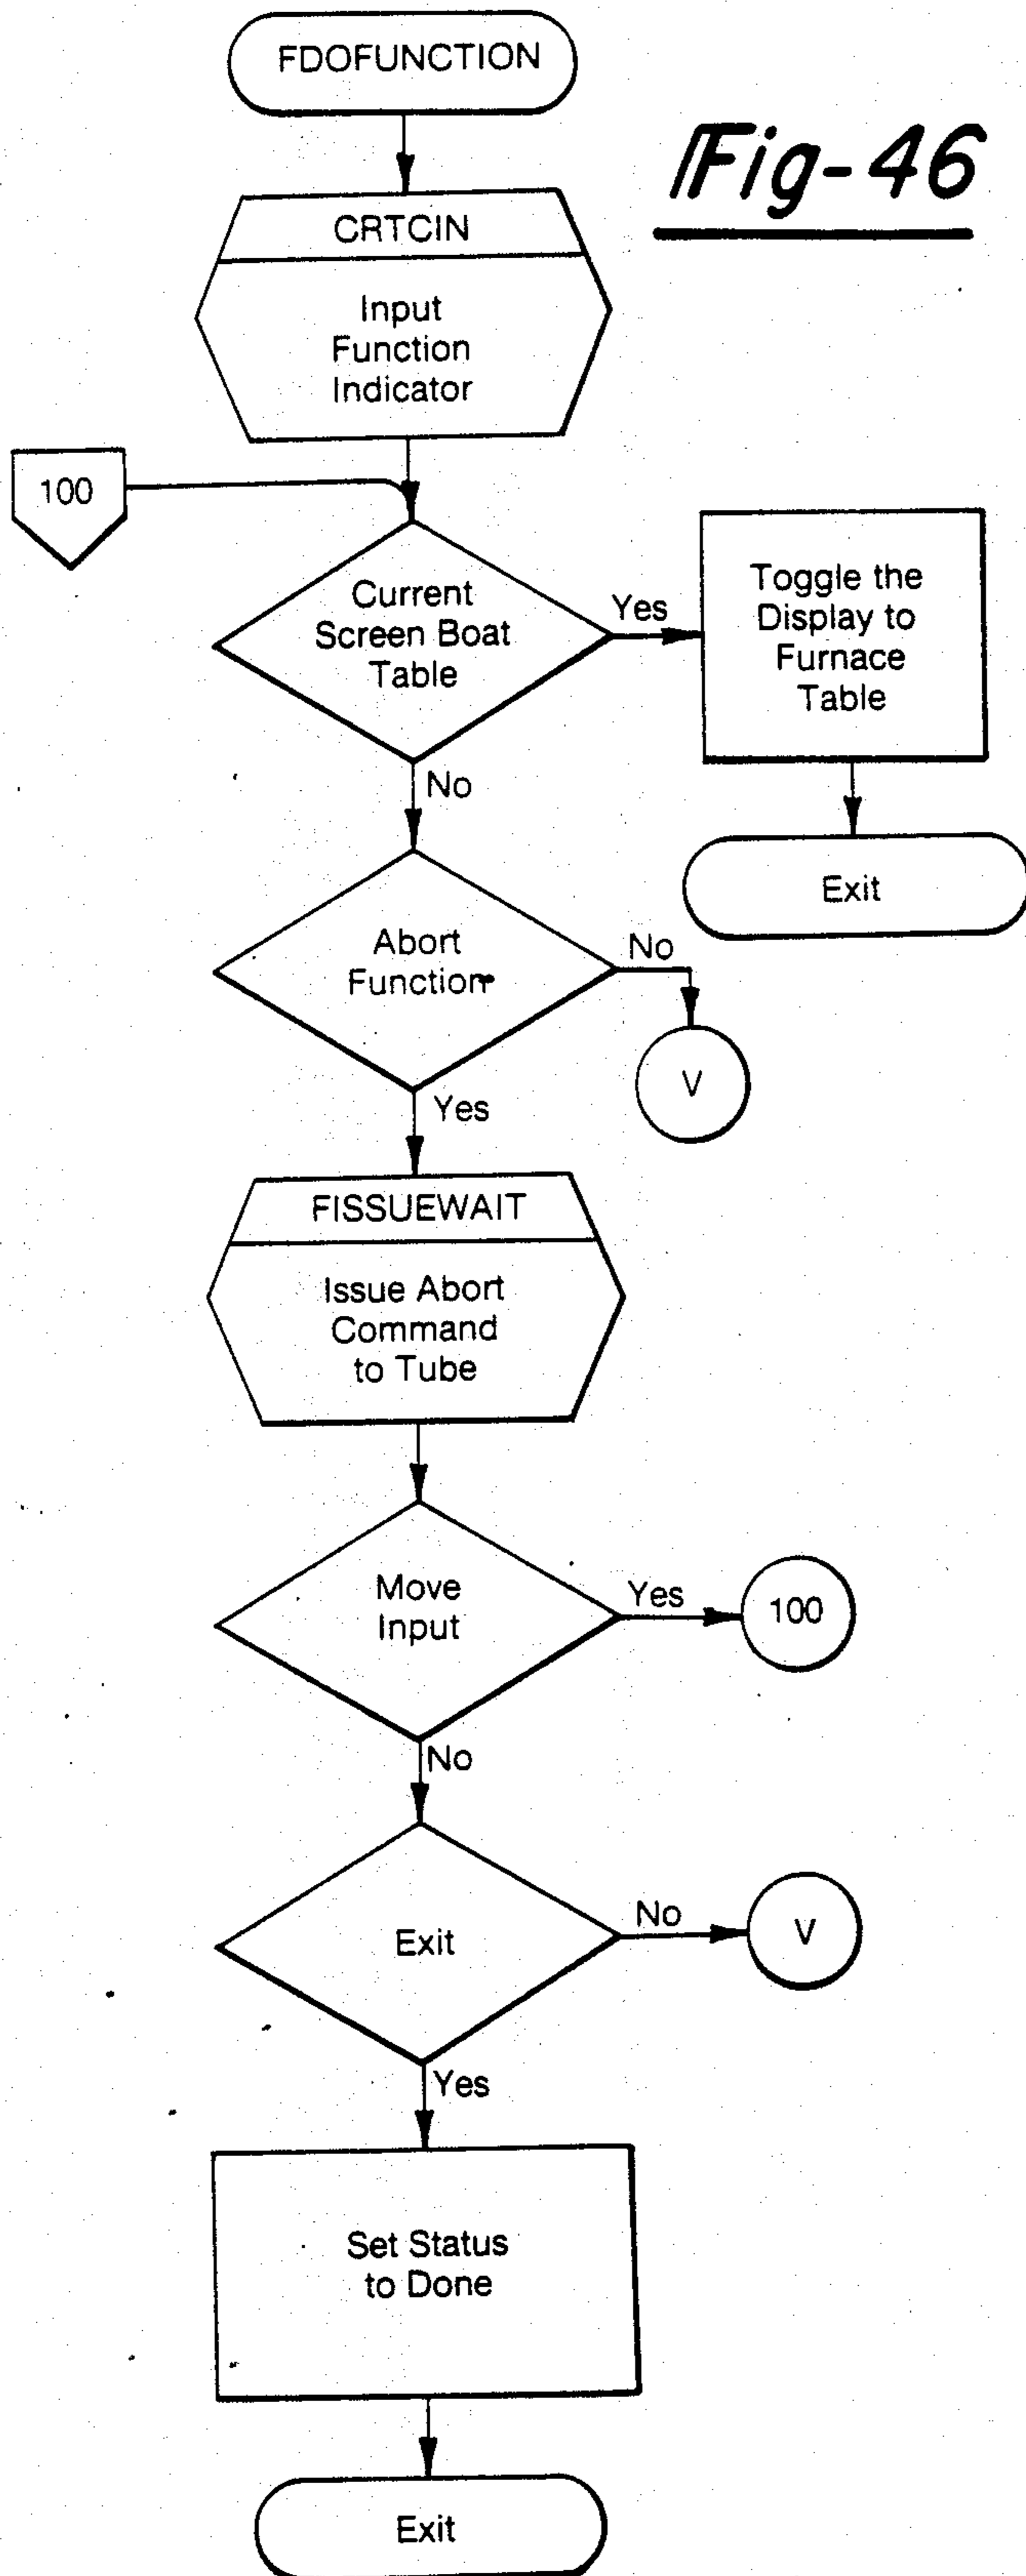 FDOFUNCTION
Fig-46
CRTCIN
Input
Function
Indicator
100
Current
Screen Boat
Table
Yes
Toggle the
Display to
Furnace
Table
No
Exit
Abort
Function
No
V
Yes
FISSUEWAIT
Issue Abort
Command
to Tube
Move
Input
Yes
100
No
Exit
No
V
Yes
Set Status
to Done
Exit